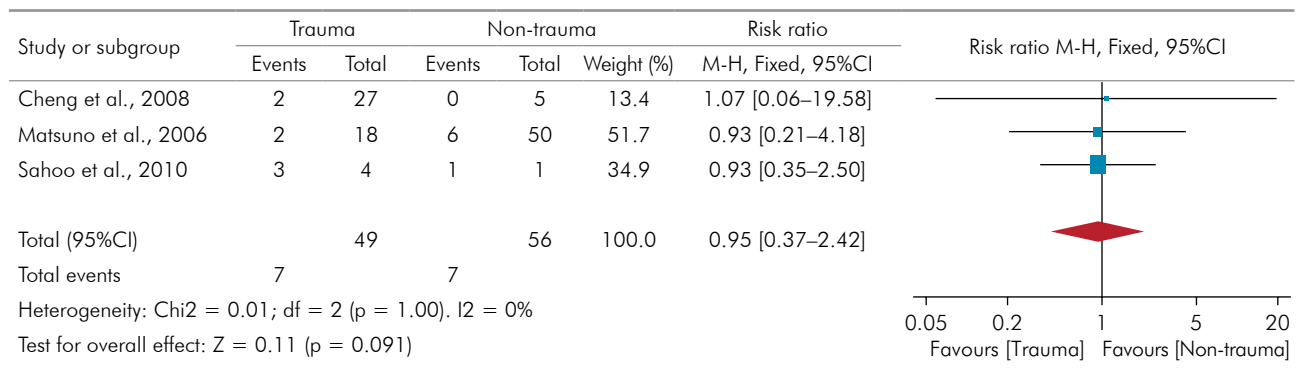 Study or subgroup Trauma Non-trauma Risk ratio Risk ratio M-H, Fixed, 95%CI
Events Total Events Total Weight (%) M-H, Fixed, 95%CI
Cheng et al., 2008 2 27 0 5 13.4 1.07 [0.06–19.58]
Matsuno et al., 2006 2 18 6 50 51.7 0.93 [0.21–4.18]
Sahoo et al., 2010 3 4 1 1 34.9 0.93 [0.35–2.50]
Total (95%CI) 49 56 100.0 0.95 [0.37–2.42]
Total events 7 7
Heterogeneity: Chi2 = 0.01; df = 2 (p = 1.00). I2 = 0%
Test for overall effect: Z = 0.11 (p = 0.091)
0.05 0.2 1 5 20
Favours [Trauma] Favours [Non-trauma]